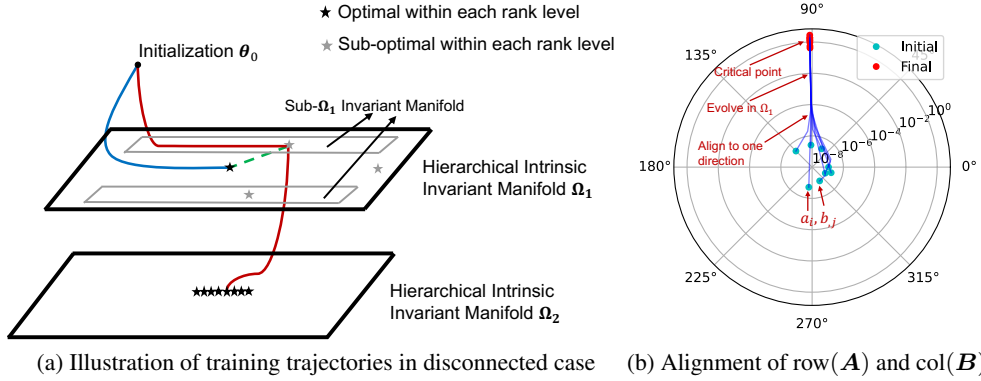 Optimal within each rank level
Sub-optimal within each rank level
Initialization θ₀
Sub-Ω₁ Invariant Manifold
Hierarchical Intrinsic
Invariant Manifold Ω₁
Hierarchical Intrinsic
Invariant Manifold Ω₂
(a) Illustration of training trajectories in disconnected case
90°
Initial
Final
45°
135°
Critical point
Evolve in Ω₁
Align to one
direction
10⁰
10⁻²
10⁻⁴
10⁻⁶
10⁻⁸
180°
0°
aᵢ, b,ⱼ
225°
315°
270°
(b) Alignment of row(A) and col(B)